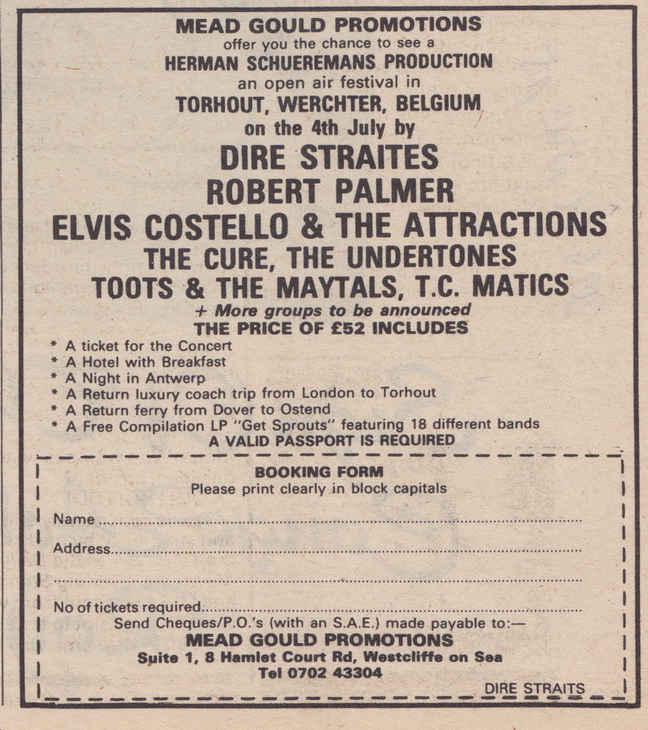 MEAD GOULD PROMOTIONS
offer you the chance to see a
HERMAN SCHUEREMANS PRODUCTION
an open air festival in
TORHOUT, WERCHTER, BELGIUM
on the 4th July by
DIRE STRAITES
ROBERT PALMER
ELVIS COSTELLO & THE ATTRACTIONS
THE CURE, THE UNDERTONES
TOOTS & THE MAYTALS, T.C. MATICS
+ More groups to be announced
THE PRICE OF £52 INCLUDES
* A ticket for the Concert
* A Hotel with Breakfast
* A Night in Antwerp
* A Return luxury coach trip from London to Torhout
* A Return ferry from Dover to Ostend
* A Free Compilation LP "Get Sprouts" featuring 18 different bands
A VALID PASSPORT IS REQUIRED
BOOKING FORM
Please print clearly in block capitals
Name
Address
No of tickets required
Send Cheques/P.O.'s (with an S.A.E.) made payable to:—
MEAD GOULD PROMOTIONS
Suite 1, 8 Hamlet Court Rd, Westcliffe on Sea
Tel 0702 43304
DIRE STRAITS